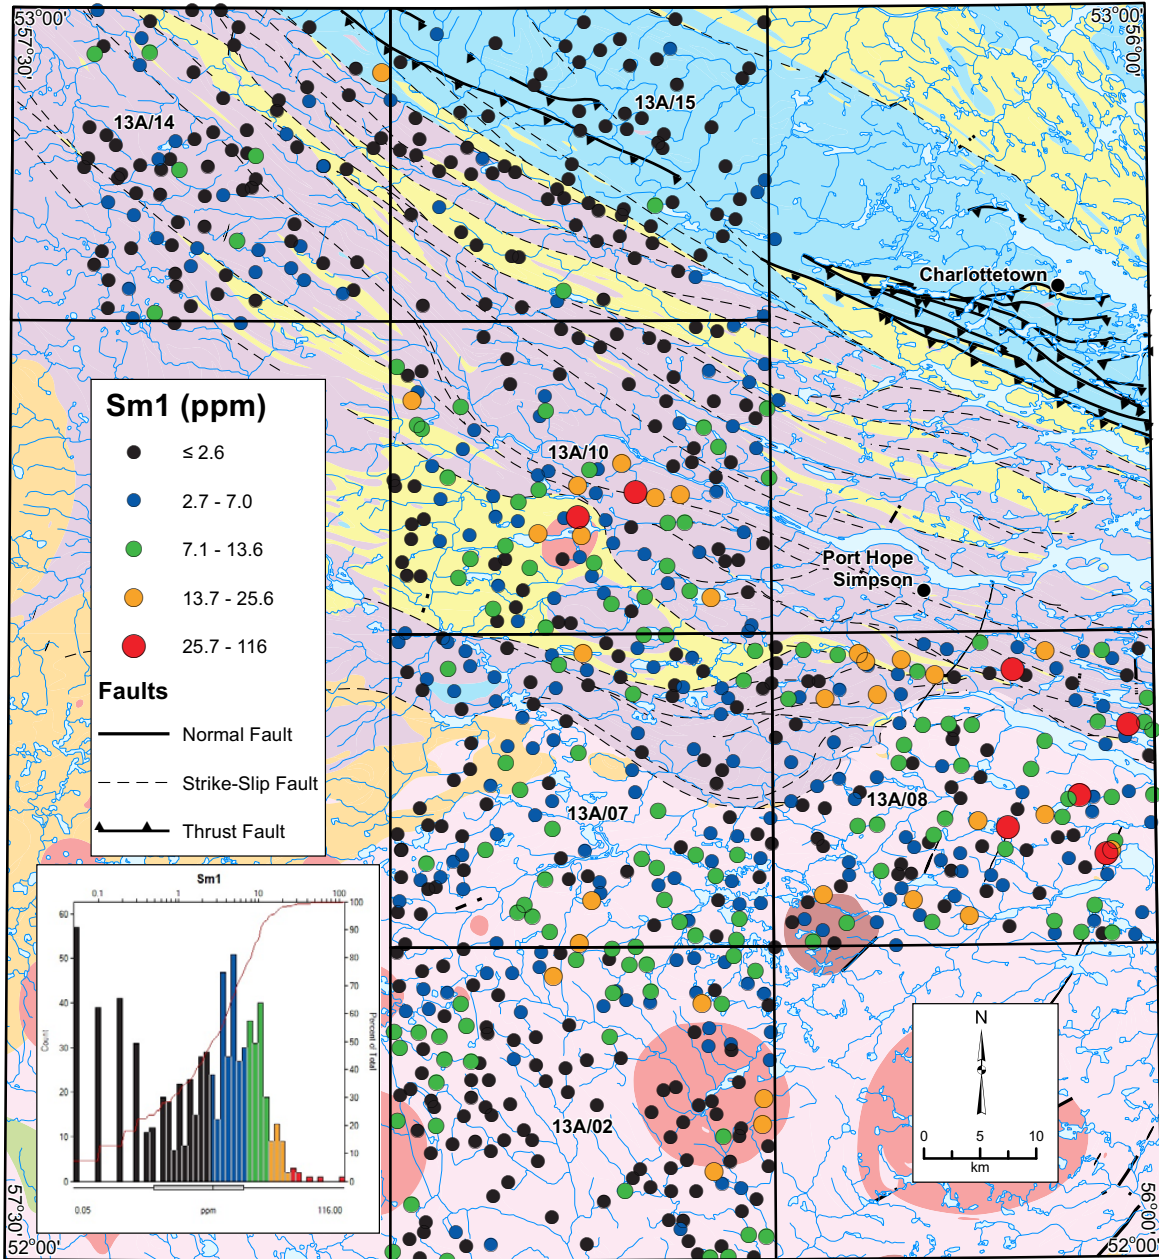 53°00'
57°30'
53°00'
56°00'
13A/14
13A/15
Charlottetown
13A/10
Port Hope
Simpson
13A/07
13A/08
13A/02
Sm1 (ppm)
≤ 2.6
2.7 - 7.0
7.1 - 13.6
13.7 - 25.6
25.7 - 116
Faults
Normal Fault
Strike-Slip Fault
Thrust Fault
Sm1
0.1 1 10 100
60
50
40
30
20
10
0
Count
100
90
80
70
60
50
40
30
20
10
0
Percent of Total
0.05 ppm 116.00
N
0 5 10
km
57°30'
52°00'
56°00'
52°00'